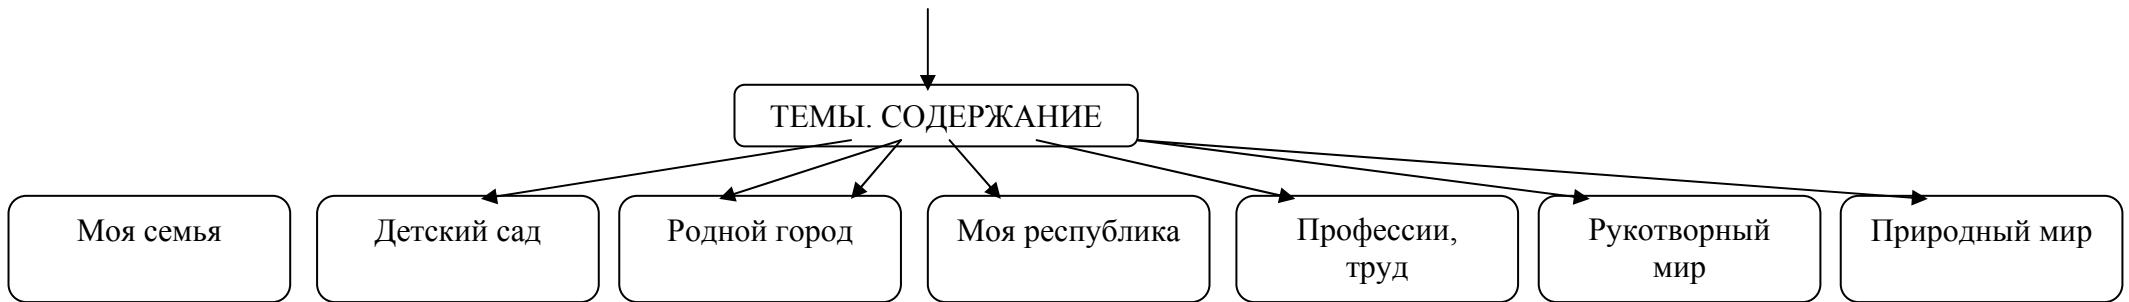 ТЕМЫ. СОДЕРЖАНИЕ
Моя семья
Детский сад
Родной город
Моя республика
Профессии,
труд
Рукотворный
мир
Природный мир